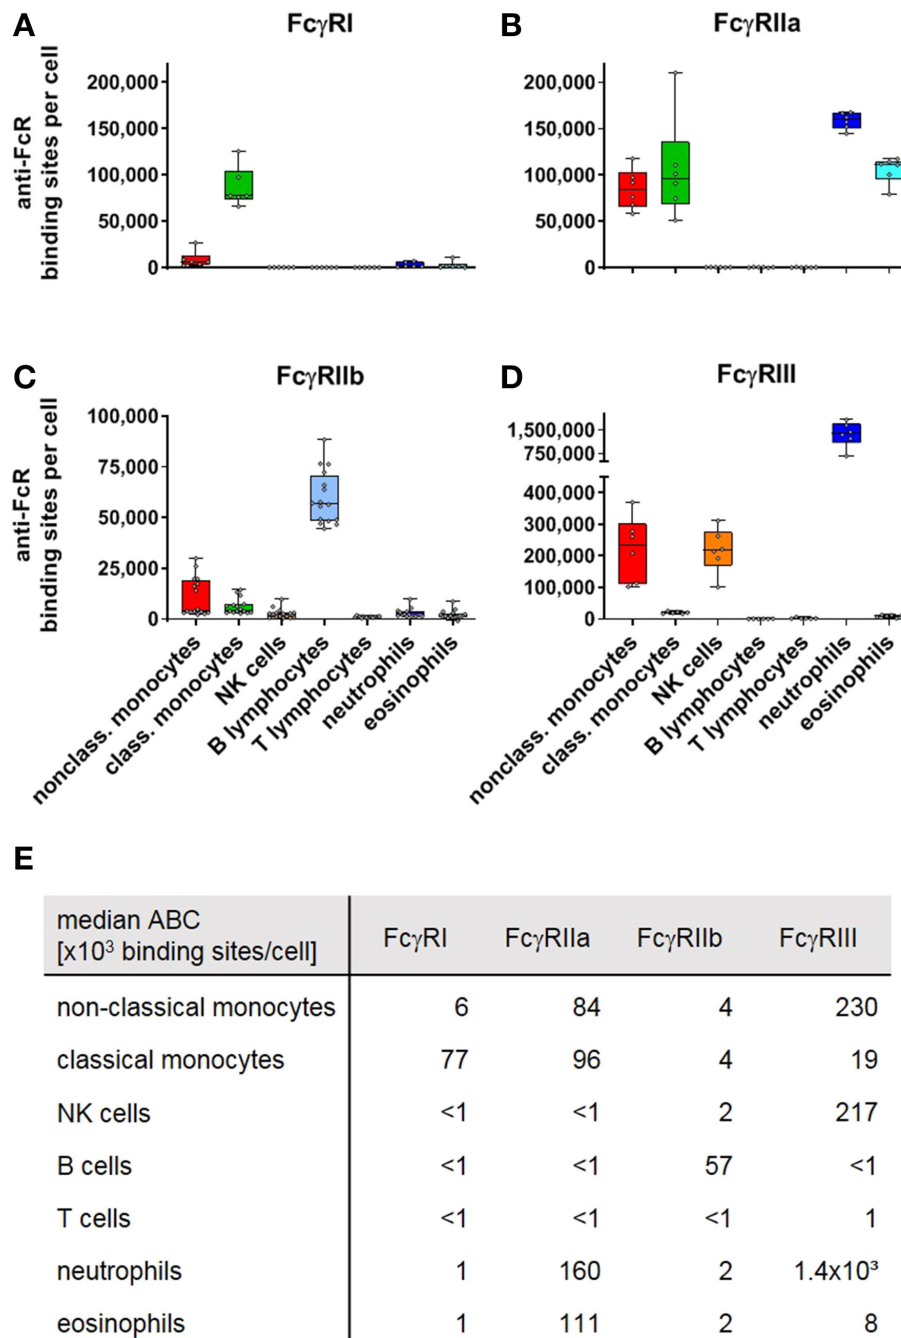 A
FcγRI
B
FcγRIIa
anti-FcR
binding sites per cell
200,000
150,000
100,000
50,000
0
200,000
150,000
100,000
50,000
0
C
FcγRIIb
D
FcγRIII
anti-FcR
binding sites per cell
100,000
75,000
50,000
25,000
0
1,500,000
750,000
400,000
300,000
200,000
100,000
0
nonclass. monocytes
class. monocytes
NK cells
B lymphocytes
T lymphocytes
neutrophils
eosinophils
nonclass. monocytes
class. monocytes
NK cells
B lymphocytes
T lymphocytes
neutrophils
eosinophils
E
median ABC
[x10³ binding sites/cell] FcγRI FcγRIIa FcγRIIb FcγRIII
non-classical monocytes 6 84 4 230
classical monocytes 77 96 4 19
NK cells <1 <1 2 217
B cells <1 <1 57 <1
T cells <1 <1 <1 1
neutrophils 1 160 2 1.4x10³
eosinophils 1 111 2 8